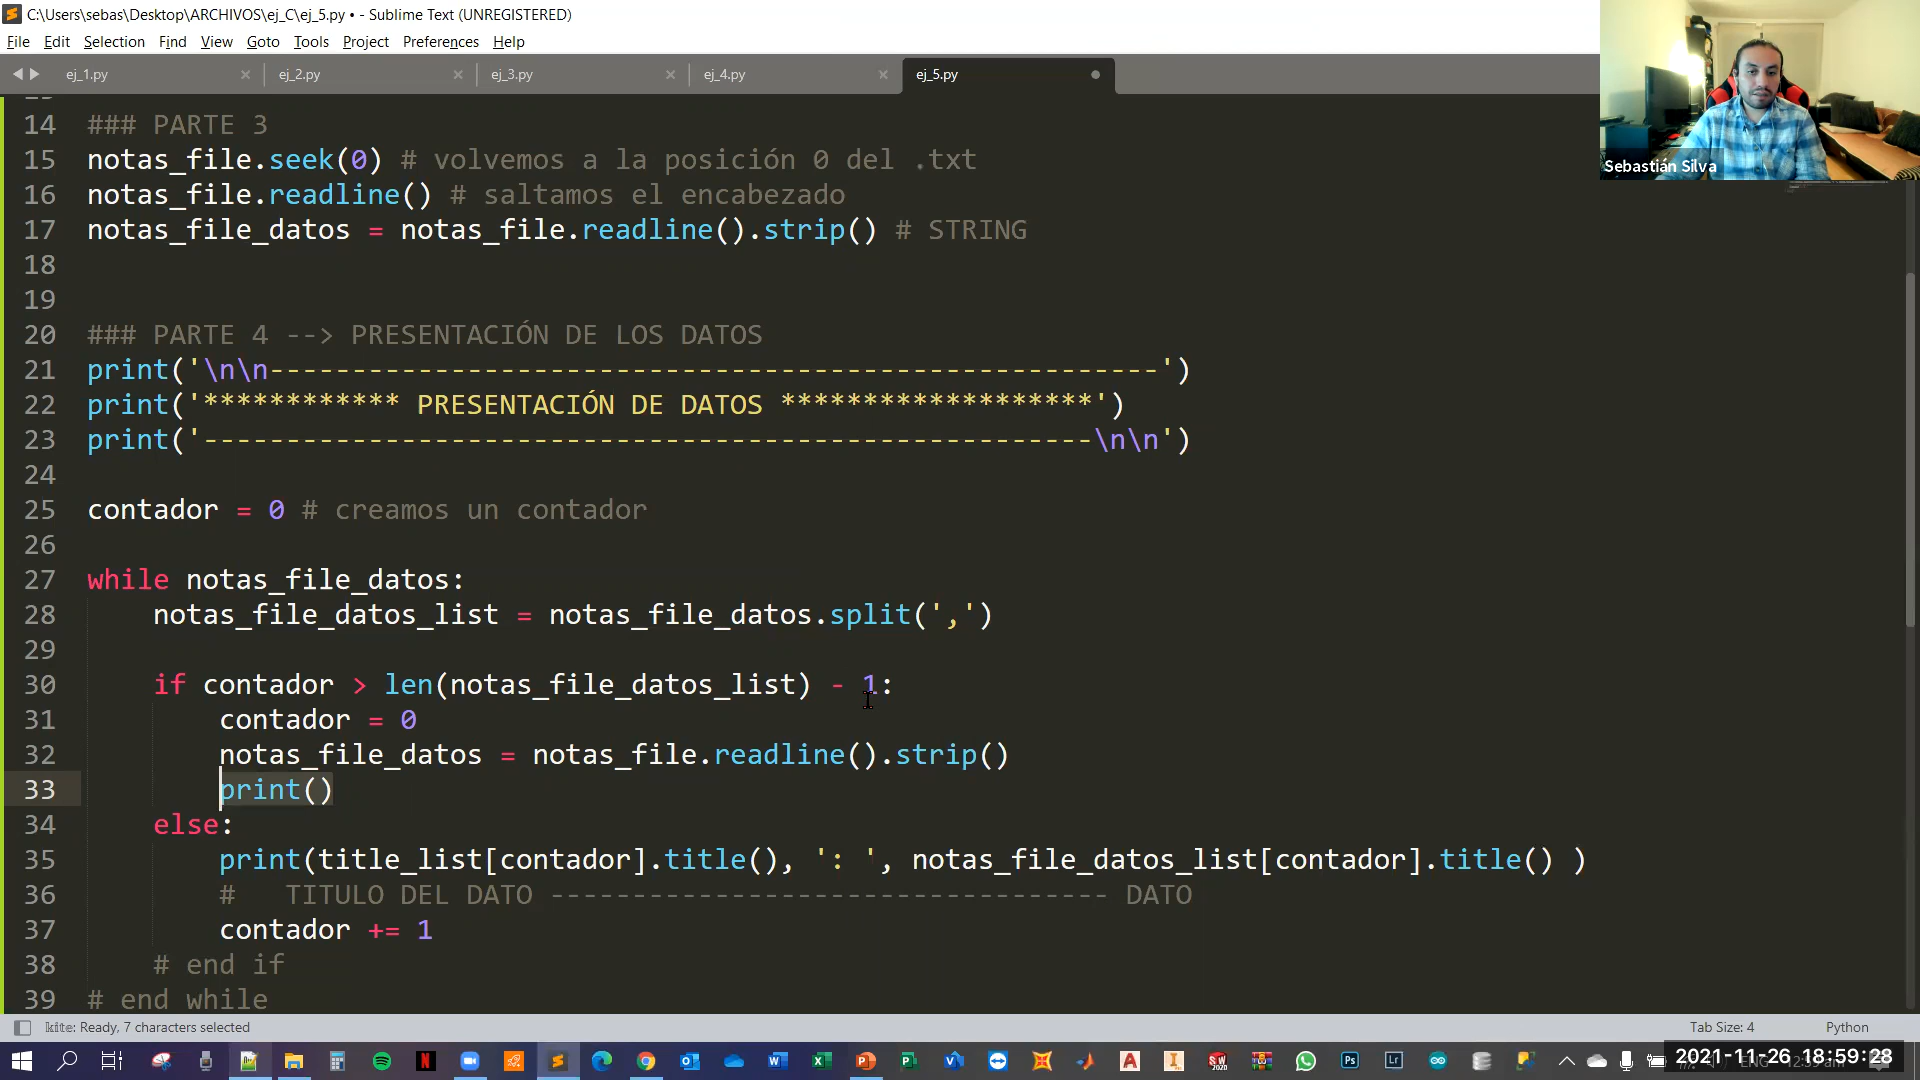 C:\Users\sebas\Desktop\ARCHIVOS\ej_C\ej_5.py • - Sublime Text (UNREGISTERED)
File Edit Selection Find View Goto Tools Project Preferences Help
ej_1.py ej_2.py ej_3.py ej_4.py ej_5.py
Sebastián Silva
14 ### PARTE 3
15 notas_file.seek(0) # volvemos a la posición 0 del .txt
16 notas_file.readline() # saltamos el encabezado
17 notas_file_datos = notas_file.readline().strip() # STRING
18
19
20 ### PARTE 4 --> PRESENTACIÓN DE LOS DATOS
21 print('\n\n------------------------------------------------------')
22 print('************ PRESENTACIÓN DE DATOS *******************')
23 print('------------------------------------------------------\n\n')
24
25 contador = 0 # creamos un contador
26
27 while notas_file_datos:
28     notas_file_datos_list = notas_file_datos.split(',')
29
30     if contador > len(notas_file_datos_list) - 1:
31         contador = 0
32         notas_file_datos = notas_file.readline().strip()
33         print()
34     else:
35         print(title_list[contador].title(), ': ', notas_file_datos_list[contador].title() )
36         #   TITULO DEL DATO ---------------------------------- DATO
37         contador += 1
38     # end if
39 # end while
kite: Ready, 7 characters selected
Tab Size: 4 Python
2021-11-26 18:59:28